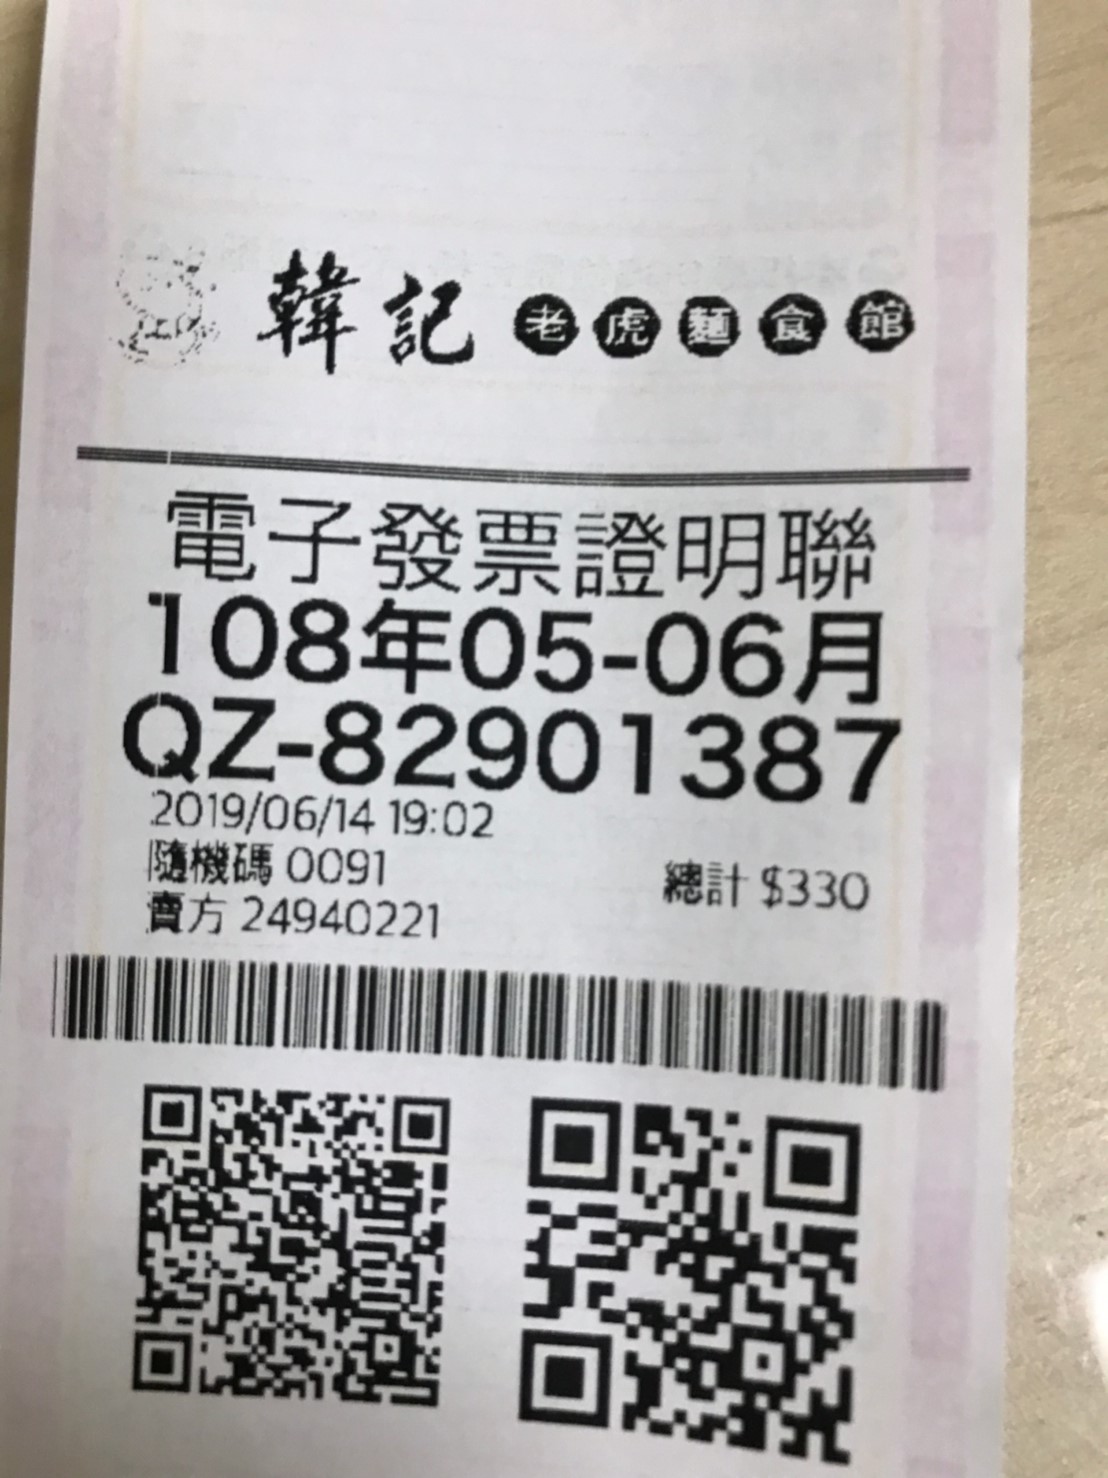 韓記 老虎麵食館
電子發票證明聯
108年05-06月
QZ-82901387
2019/06/14 19:02
隨機碼 0091 總計 $330
賣方 24940221